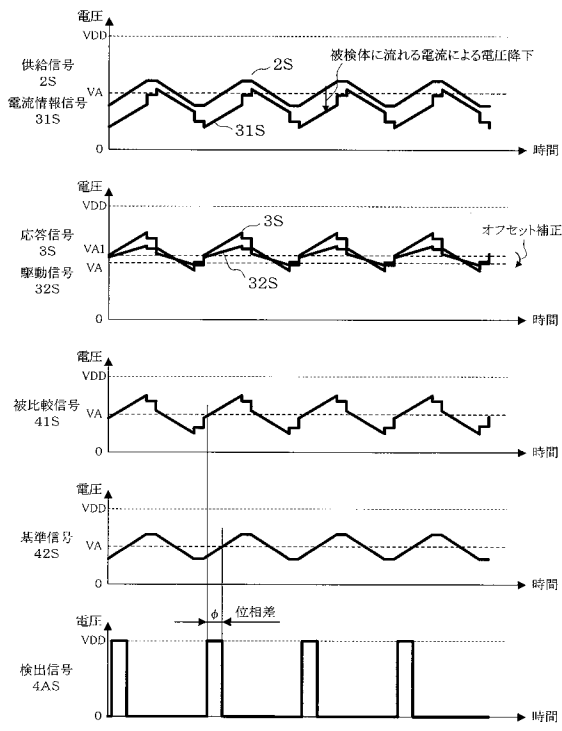 電圧
VDD
供給信号
2S
2S
被検体に流れる電流による電圧降下
VA
電流情報信号
31S
31S
0
時間
電圧
VDD
応答信号
3S
3S
オフセット補正
VA1
VA
駆動信号
32S
32S
0
時間
電圧
VDD
被比較信号
41S
VA
0
時間
電圧
VDD
基準信号
42S
VA
0
時間
φ
位相差
電圧
VDD
検出信号
4AS
0
時間